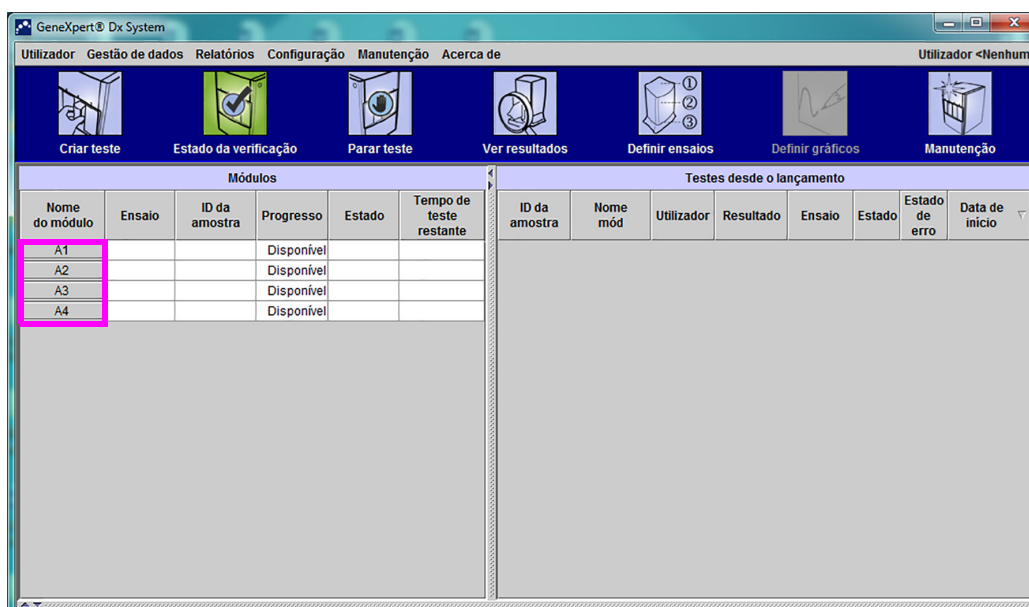 GeneXpert® Dx System
Utilizador Gestão de dados Relatórios Configuração Manutenção Acerca de Utilizador <Nenhum
Criar teste Estado da verificação Parar teste Ver resultados Definir ensaios Definir gráficos Manutenção
1
2
3
Módulos Testes desde o lançamento
Nome do módulo Ensaio ID da amostra Progresso Estado Tempo de teste restante ID da amostra Nome mód Utilizador Resultado Ensaio Estado Estado de erro Data de início
A1 Disponível
A2 Disponível
A3 Disponível
A4 Disponível